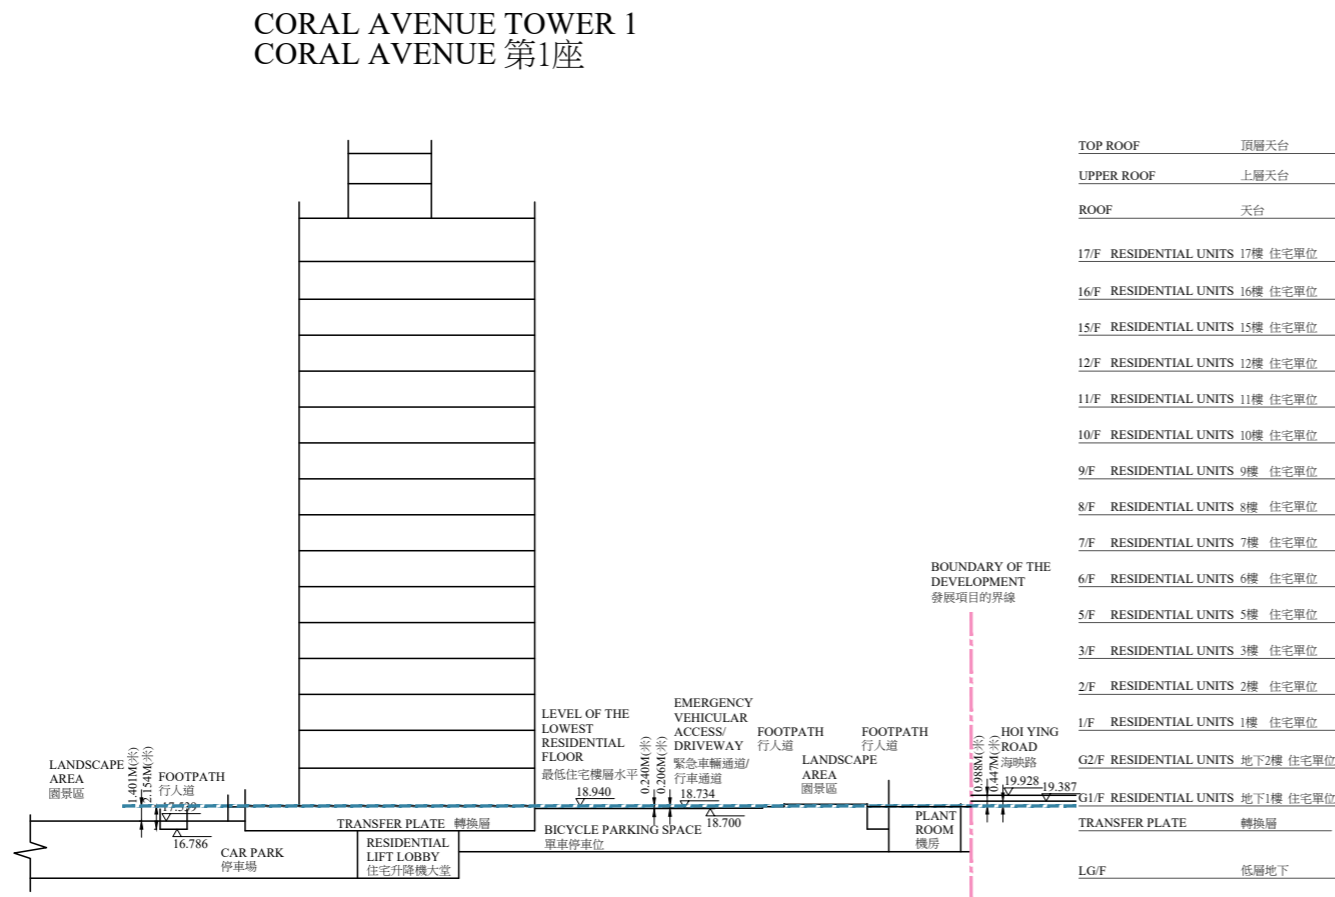 CORAL AVENUE TOWER 1
CORAL AVENUE 第1座
TOP ROOF 頂層天台
UPPER ROOF 上層天台
ROOF 天台
17/F RESIDENTIAL UNITS 17樓 住宅單位
16/F RESIDENTIAL UNITS 16樓 住宅單位
15/F RESIDENTIAL UNITS 15樓 住宅單位
12/F RESIDENTIAL UNITS 12樓 住宅單位
11/F RESIDENTIAL UNITS 11樓 住宅單位
10/F RESIDENTIAL UNITS 10樓 住宅單位
9/F RESIDENTIAL UNITS 9樓 住宅單位
8/F RESIDENTIAL UNITS 8樓 住宅單位
7/F RESIDENTIAL UNITS 7樓 住宅單位
6/F RESIDENTIAL UNITS 6樓 住宅單位
5/F RESIDENTIAL UNITS 5樓 住宅單位
3/F RESIDENTIAL UNITS 3樓 住宅單位
2/F RESIDENTIAL UNITS 2樓 住宅單位
1/F RESIDENTIAL UNITS 1樓 住宅單位
G2/F RESIDENTIAL UNITS 地下2樓 住宅單位
G1/F RESIDENTIAL UNITS 地下1樓 住宅單位
TRANSFER PLATE 轉換層
LG/F 低層地下
BOUNDARY OF THE
DEVELOPMENT
發展項目的界線
LANDSCAPE
AREA
園景區
1.401M(米)
2.154M(米)
FOOTPATH
行人道
17.539
16.786
LEVEL OF THE
LOWEST
RESIDENTIAL
FLOOR
最低住宅樓層水平
18.940
0.240M(米)
0.206M(米)
EMERGENCY
VEHICULAR
ACCESS/
DRIVEWAY
緊急車輛通道/
行車通道
18.734
18.700
FOOTPATH
行人道
LANDSCAPE
AREA
園景區
FOOTPATH
行人道
0.988M(米)
0.447M(米)
HOI YING
ROAD
海映路
19.928
19.387
TRANSFER PLATE 轉換層
CAR PARK
停車場
RESIDENTIAL
LIFT LOBBY
住宅升降機大堂
BICYCLE PARKING SPACE
單車停車位
PLANT
ROOM
機房